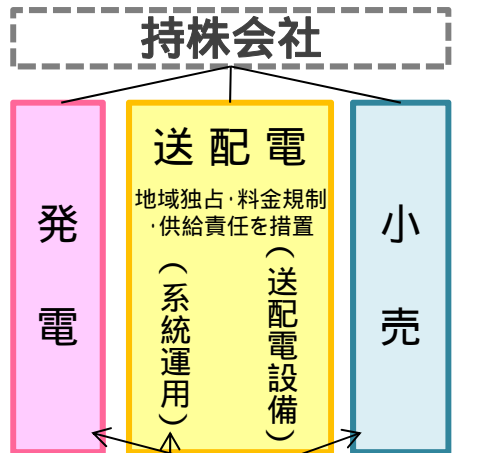 持株会社
発電
送配電
地域独占・料金規制
・供給責任を措置
（系統運用）
（送配電設備）
小売